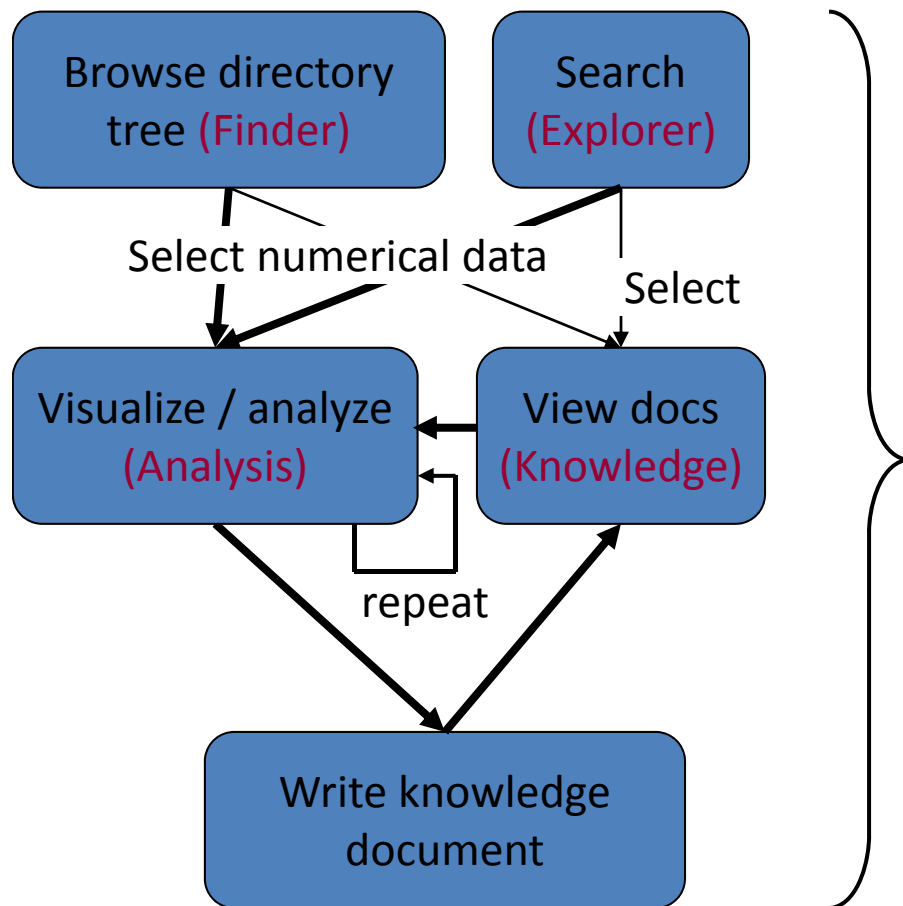 Browse directory
tree (Finder)
Search
(Explorer)
Select numerical data
Select
Visualize / analyze
(Analysis)
View docs
(Knowledge)
repeat
Write knowledge
document